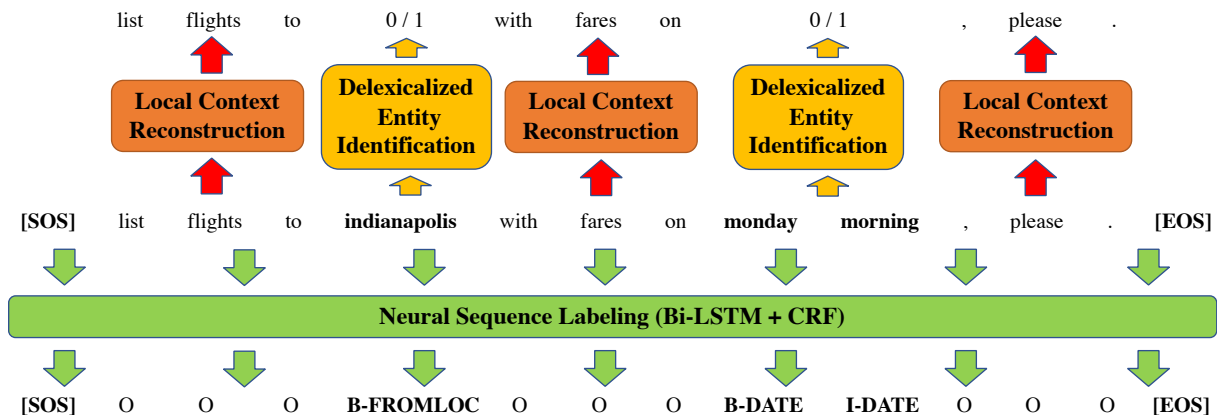 list flights to 0 / 1 with fares on 0 / 1 , please .
Local Context Reconstruction
Delexicalized Entity Identification
Local Context Reconstruction
Delexicalized Entity Identification
Local Context Reconstruction
[SOS] list flights to indianapolis with fares on monday morning , please . [EOS]
Neural Sequence Labeling (Bi-LSTM + CRF)
[SOS] O O O B-FROMLOC O O O B-DATE I-DATE O O O [EOS]